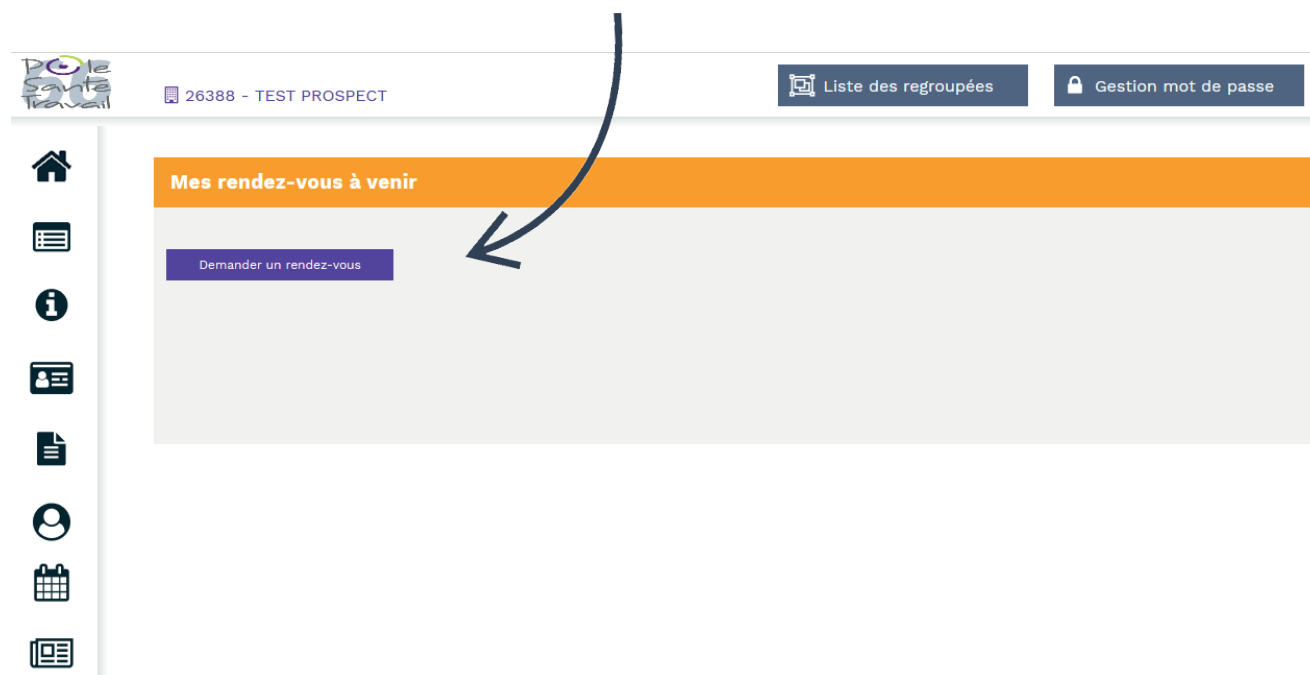 Pôle
Santé
Travail
66
26388 - TEST PROSPECT
Liste des regroupées
Gestion mot de passe
Mes rendez-vous à venir
Demander un rendez-vous